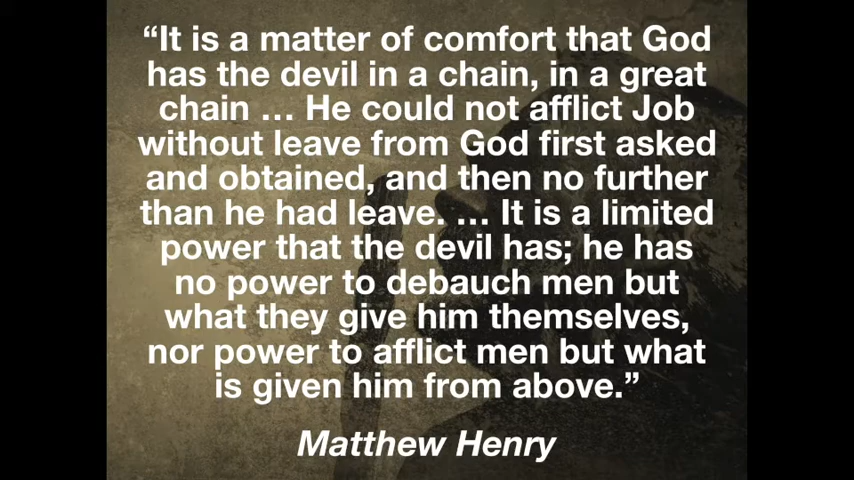 “It is a matter of comfort that God
has the devil in a chain, in a great
chain … He could not afflict Job
without leave from God first asked
and obtained, and then no further
than he had leave. … It is a limited
power that the devil has; he has
no power to debauch men but
what they give him themselves,
nor power to afflict men but what
is given him from above.”
Matthew Henry